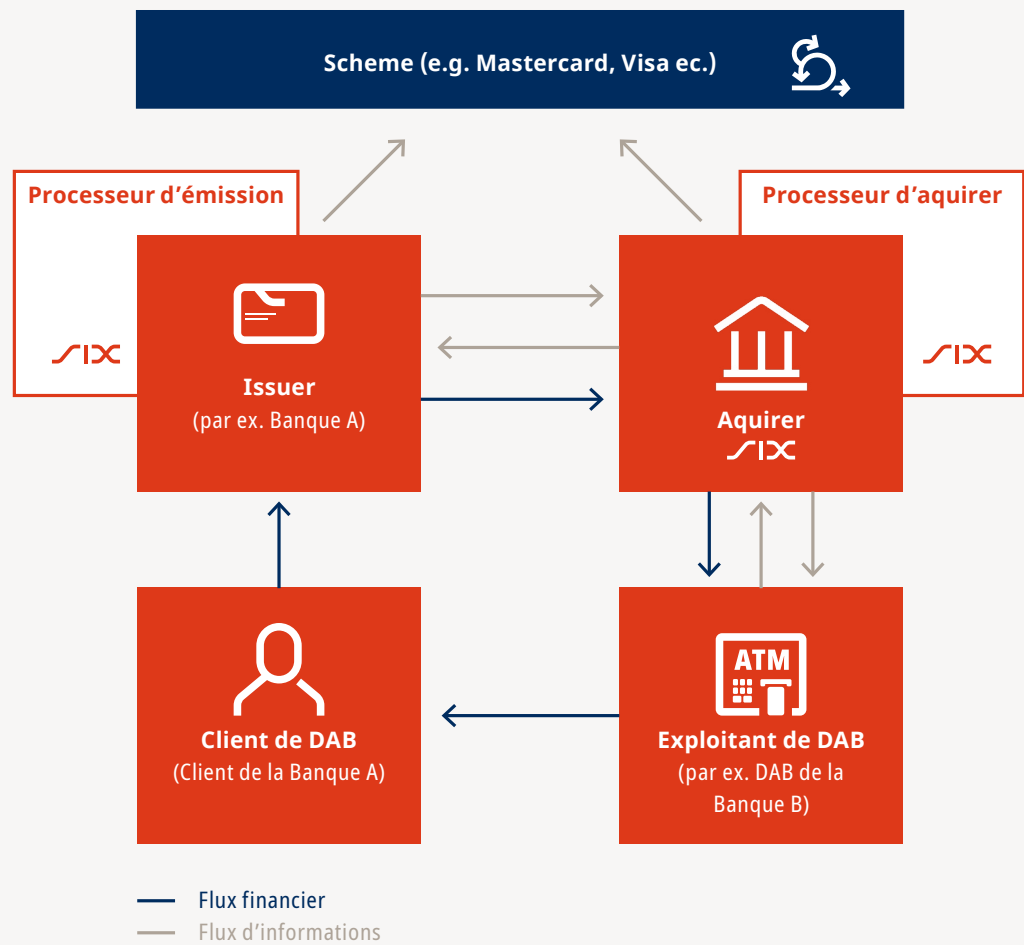 Scheme (e.g. Mastercard, Visa ec.)
Processeur d’émission
Processeur d’aquirer
SIX
Issuer
(par ex. Banque A)
Aquirer
SIX
SIX
Client de DAB
(Client de la Banque A)
ATM
Exploitant de DAB
(par ex. DAB de la
Banque B)
Flux financier
Flux d’informations